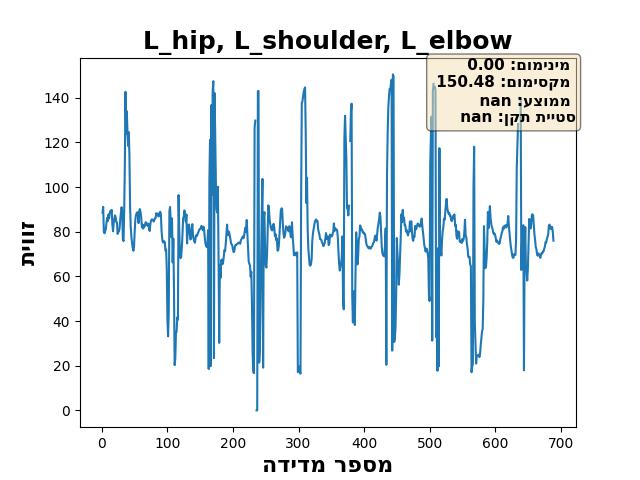 L_hip, L_shoulder, L_elbow
מינימום: 0.00
מקסימום: 150.48
ממוצע: nan
סטיית תקן: nan
זווית
140
120
100
80
60
40
20
0
0 100 200 300 400 500 600 700
מספר מדידה